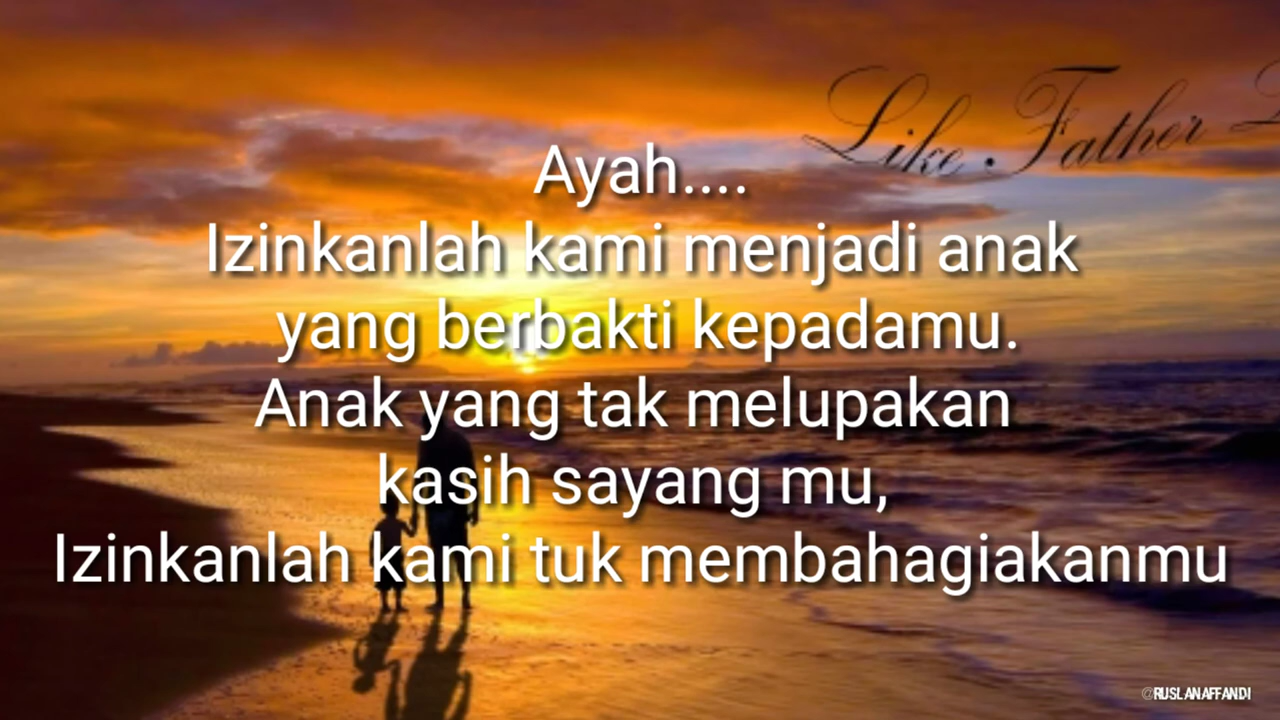 Like Father
Ayah....
Izinkanlah kami menjadi anak
yang berbakti kepadamu.
Anak yang tak melupakan
kasih sayang mu,
Izinkanlah kami tuk membahagiakanmu
@RUSLANAFFANDI